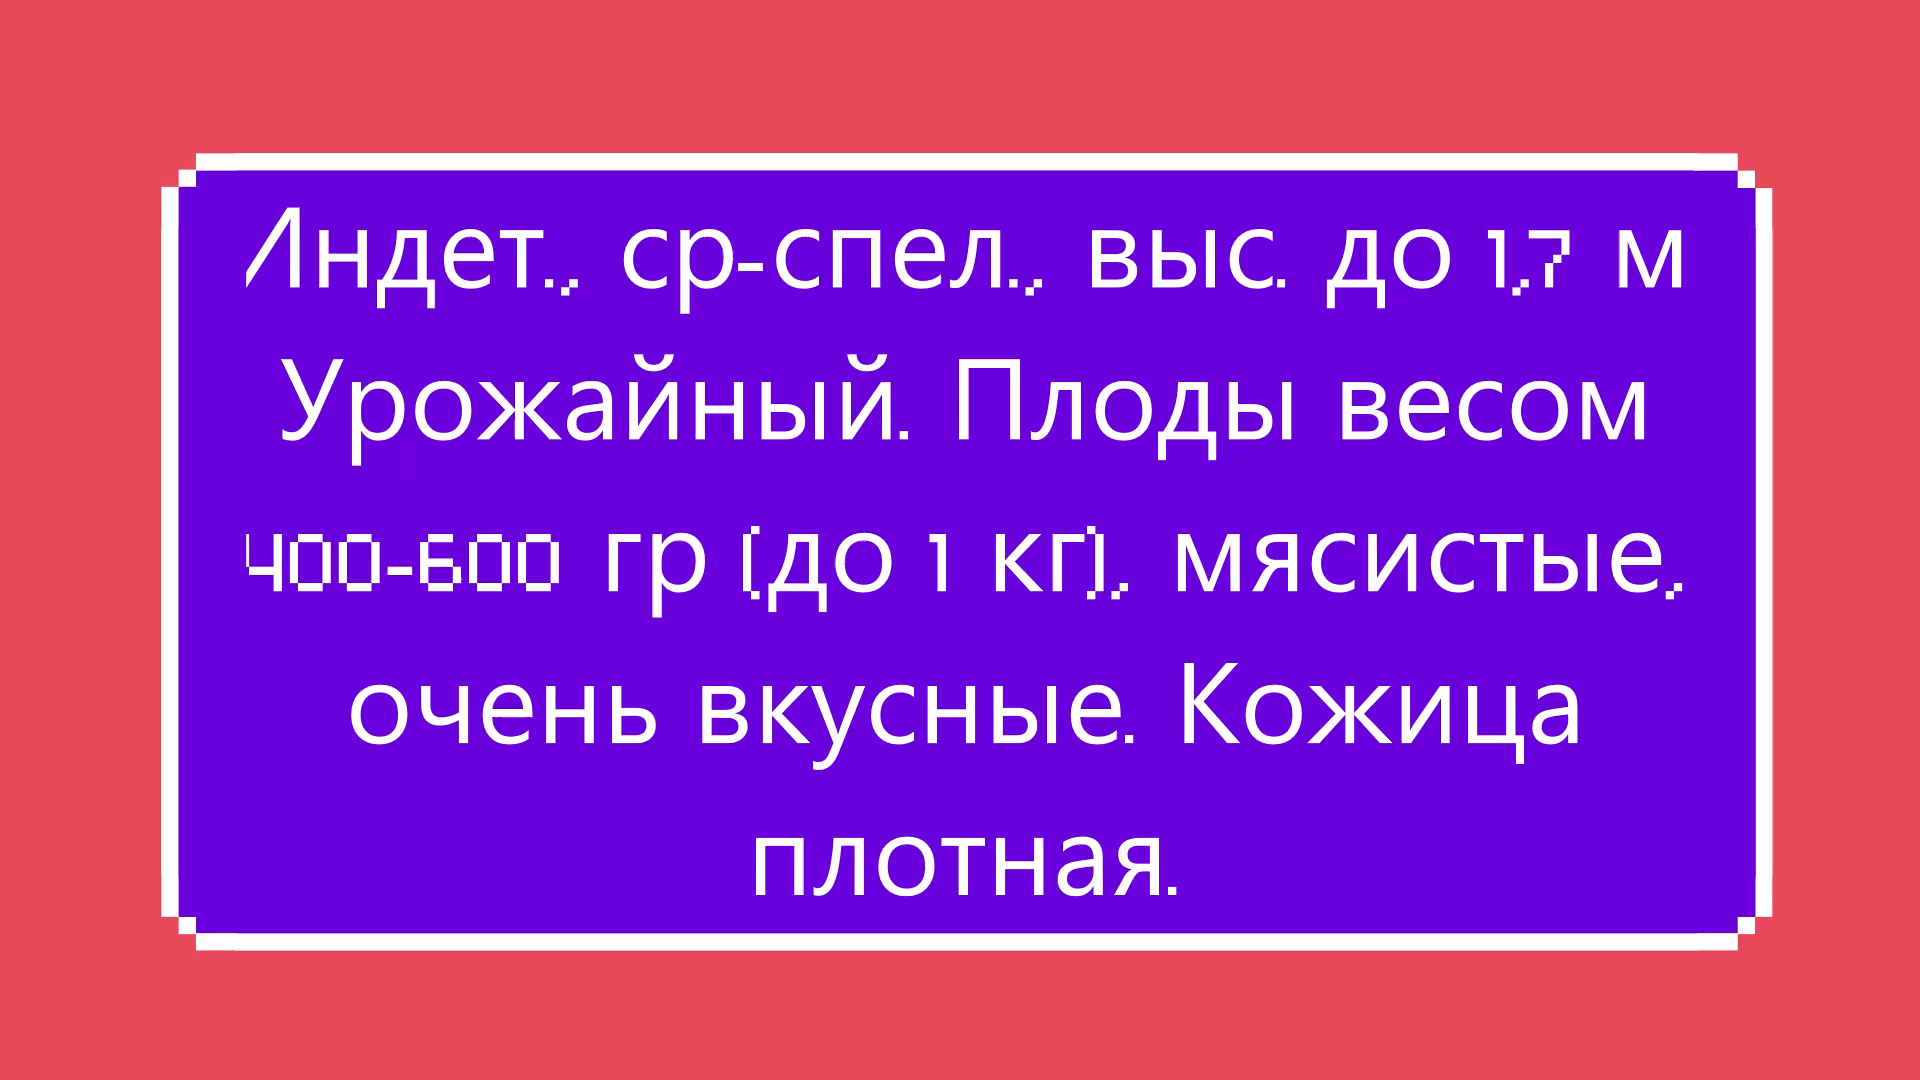 Индет., ср-спел., выс. до 1,7 м
Урожайный. Плоды весом
400-600 гр (до 1 кг), мясистые,
очень вкусные. Кожица
плотная.